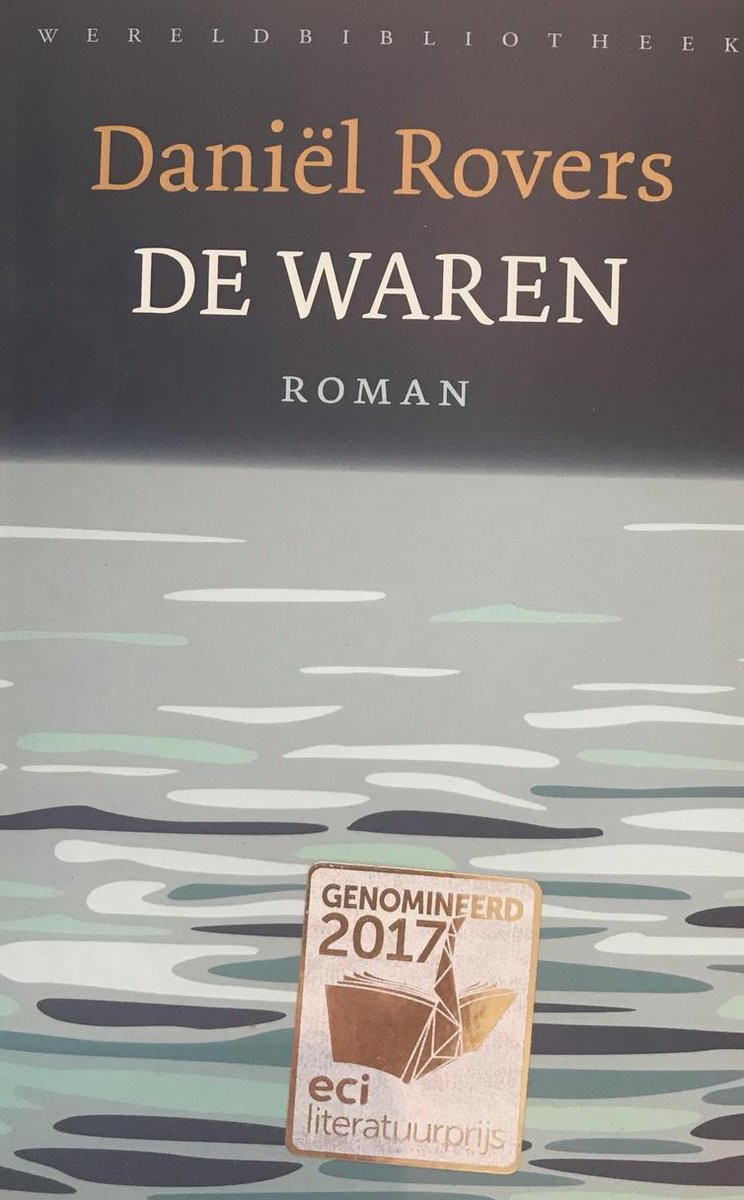 WERELDBIBLIOTHEEK
Daniël Rovers
DE WAREN
ROMAN
GENOMINEERD
2017
eci
literatuurprijs